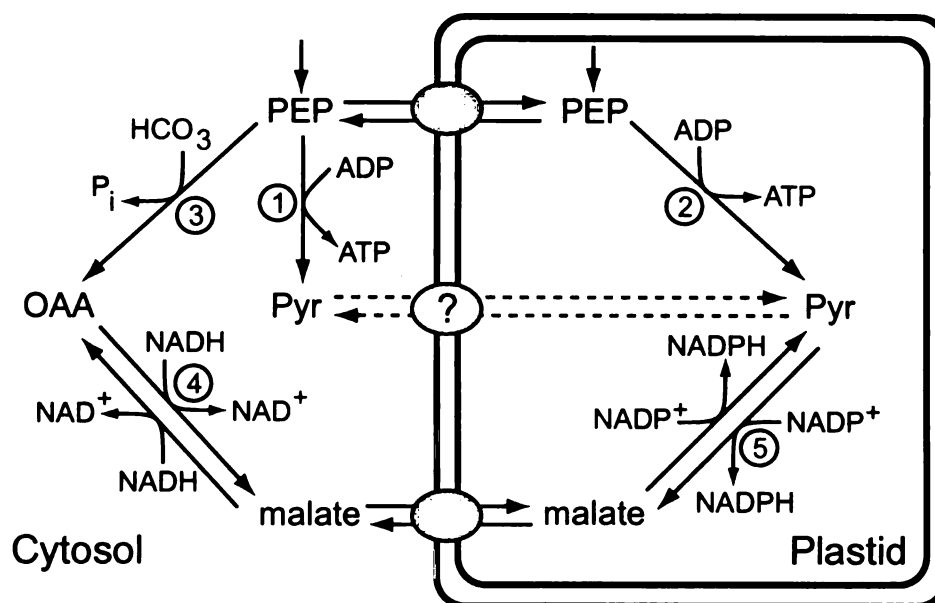 PEP
PEP
HCO3
ADP
ADP
Pi
3
1
2
ATP
ATP
OAA
Pyr
?
Pyr
NADH
NADPH
4
NAD+
NAD+
NADP+
NADP+
5
NADH
NADPH
malate
malate
Cytosol
Plastid